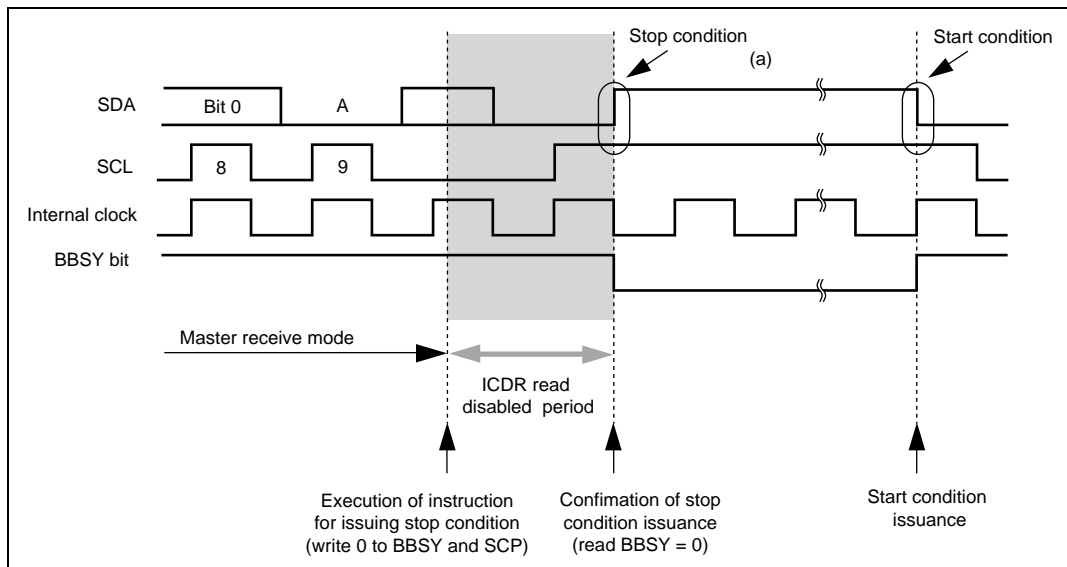 Stop condition
Start condition
(a)
SDA
Bit 0
A
SCL
8
9
Internal clock
BBSY bit
Master receive mode
ICDR read
disabled period
Execution of instruction
for issuing stop condition
(write 0 to BBSY and SCP)
Confimation of stop
condition issuance
(read BBSY = 0)
Start condition
issuance